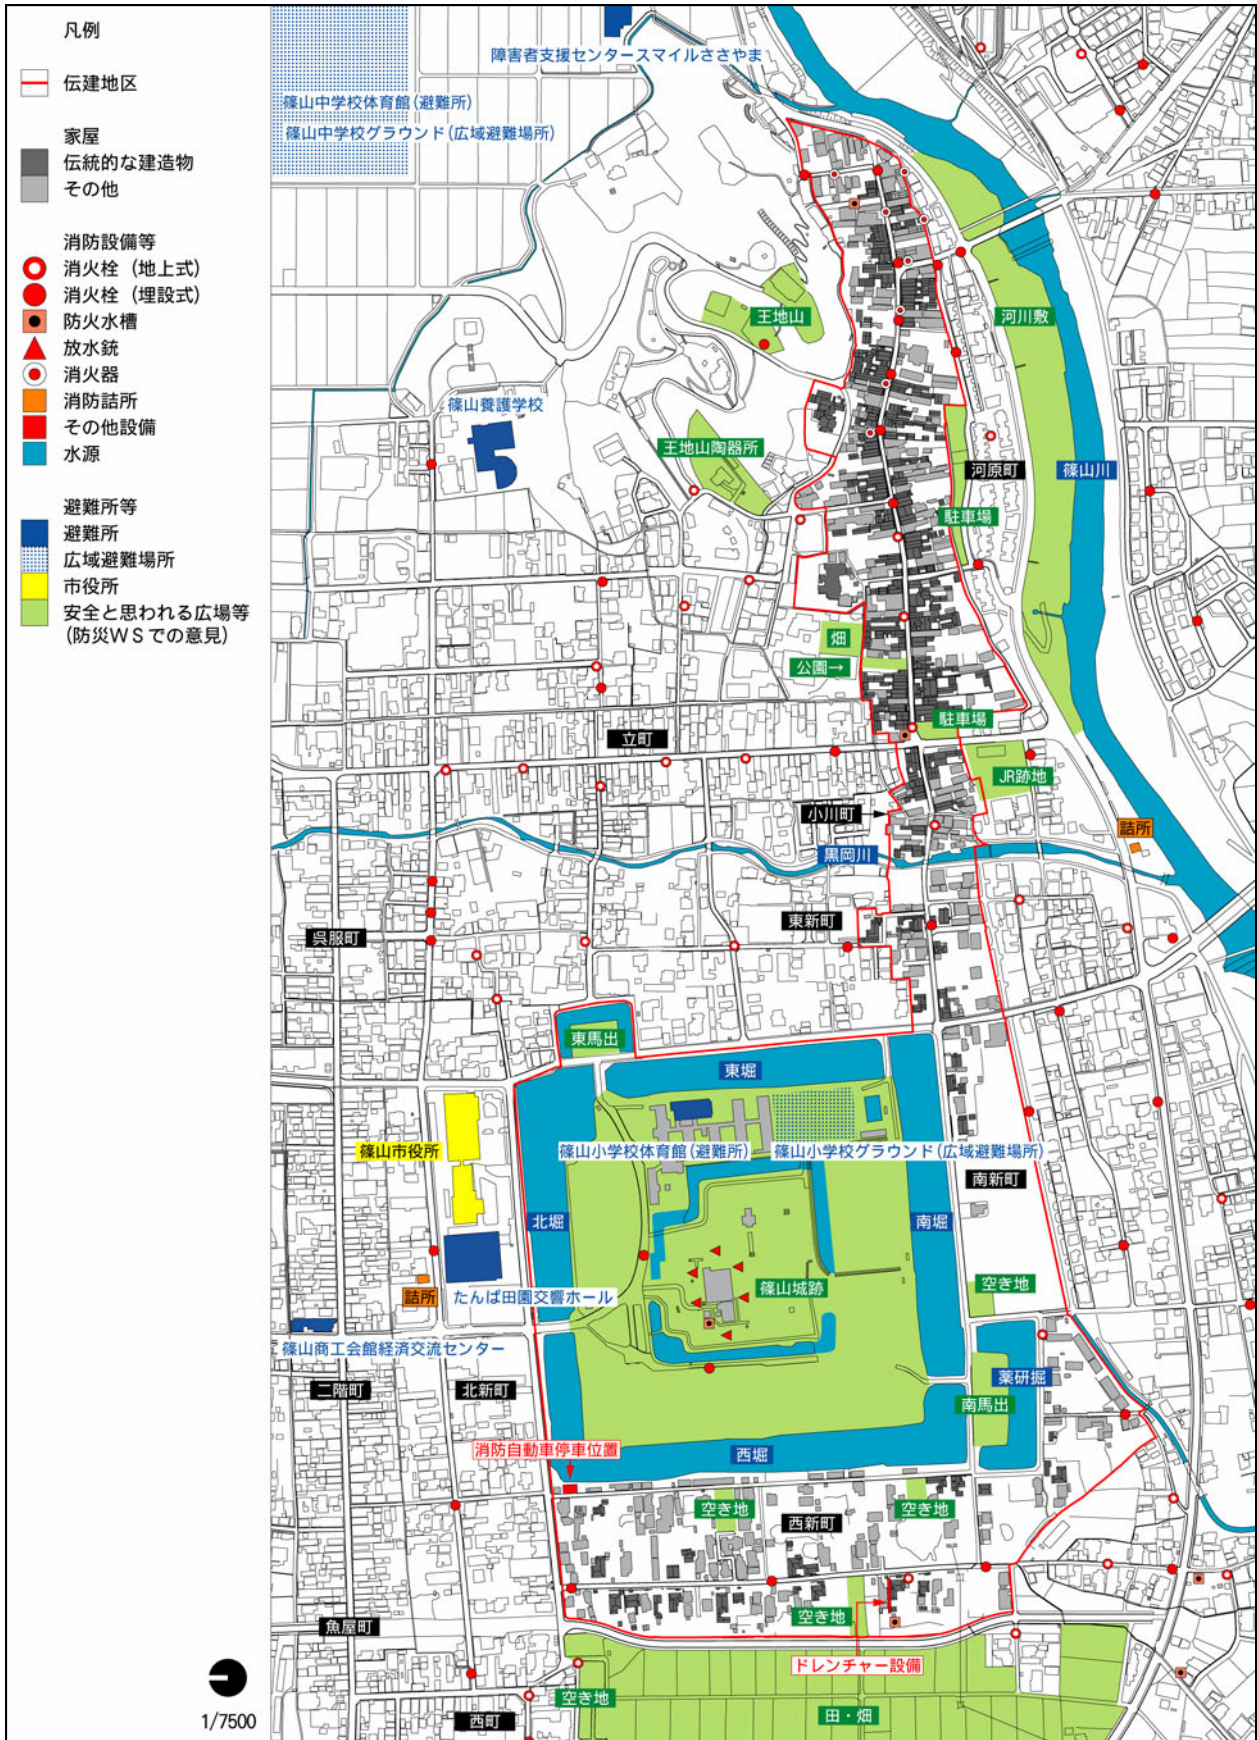 凡例
伝建地区
家屋
伝統的な建造物
その他
消防設備等
消火栓（地上式）
消火栓（埋設式）
防火水槽
放水銃
消火器
消防詰所
その他設備
水源
避難所等
避難所
広域避難場所
市役所
安全と思われる広場等
(防災ＷＳでの意見)
1/7500
障害者支援センタースマイルささやま
篠山中学校体育館(避難所)
篠山中学校グラウンド(広域避難場所)
王地山
河川敷
篠山養護学校
王地山陶器所
河原町
篠山川
駐車場
畑
公園→
駐車場
立町
JR跡地
小川町
詰所
黒岡川
東新町
呉服町
東馬出
東堀
篠山市役所
篠山小学校体育館(避難所)
篠山小学校グラウンド(広域避難場所)
南新町
北堀
南堀
空き地
篠山城跡
詰所
たんば田園交響ホール
篠山商工会館経済交流センター
薬研掘
二階町
北新町
南馬出
消防自動車停車位置
西堀
空き地
西新町
空き地
空き地
魚屋町
ドレンチャー設備
空き地
田・畑
西町